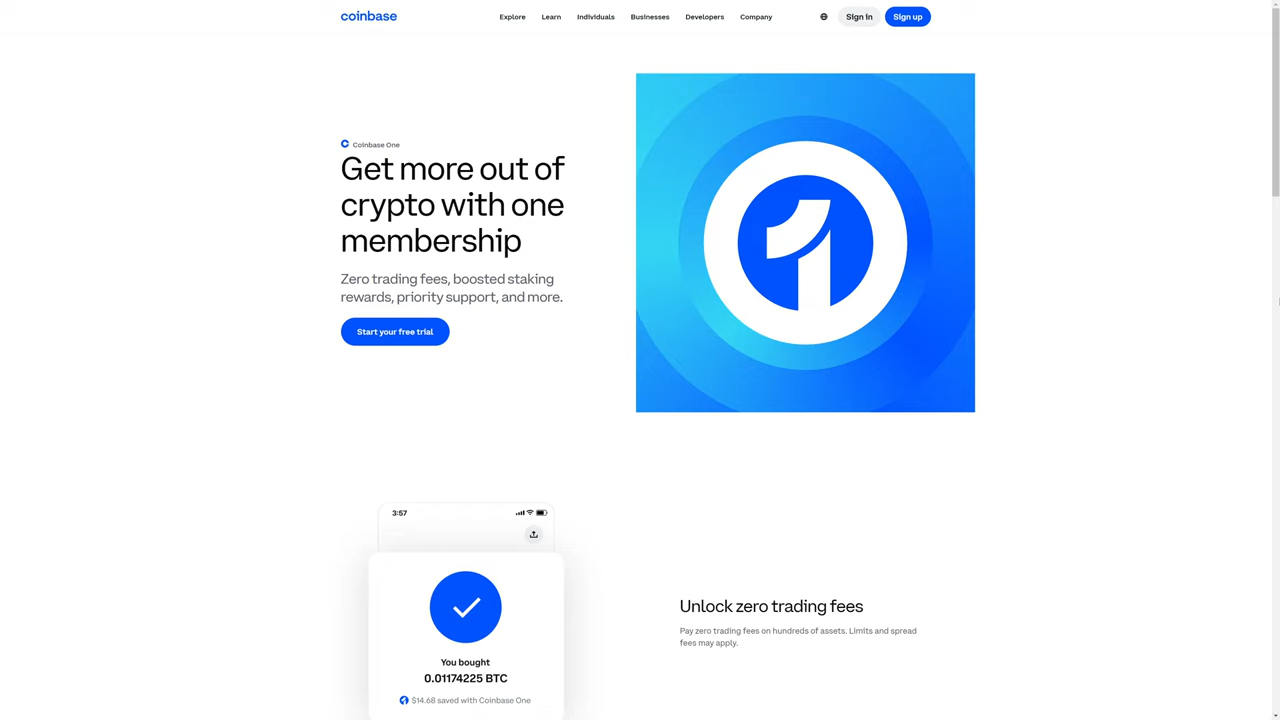 coinbase
Explore Learn Individuals Businesses Developers Company
Sign in Sign up
Coinbase One
Get more out of
crypto with one
membership
Zero trading fees, boosted staking
rewards, priority support, and more.
Start your free trial
1
3:57
You bought
0.01174225 BTC
$14.68 saved with Coinbase One
Unlock zero trading fees
Pay zero trading fees on hundreds of assets. Limits and spread
fees may apply.